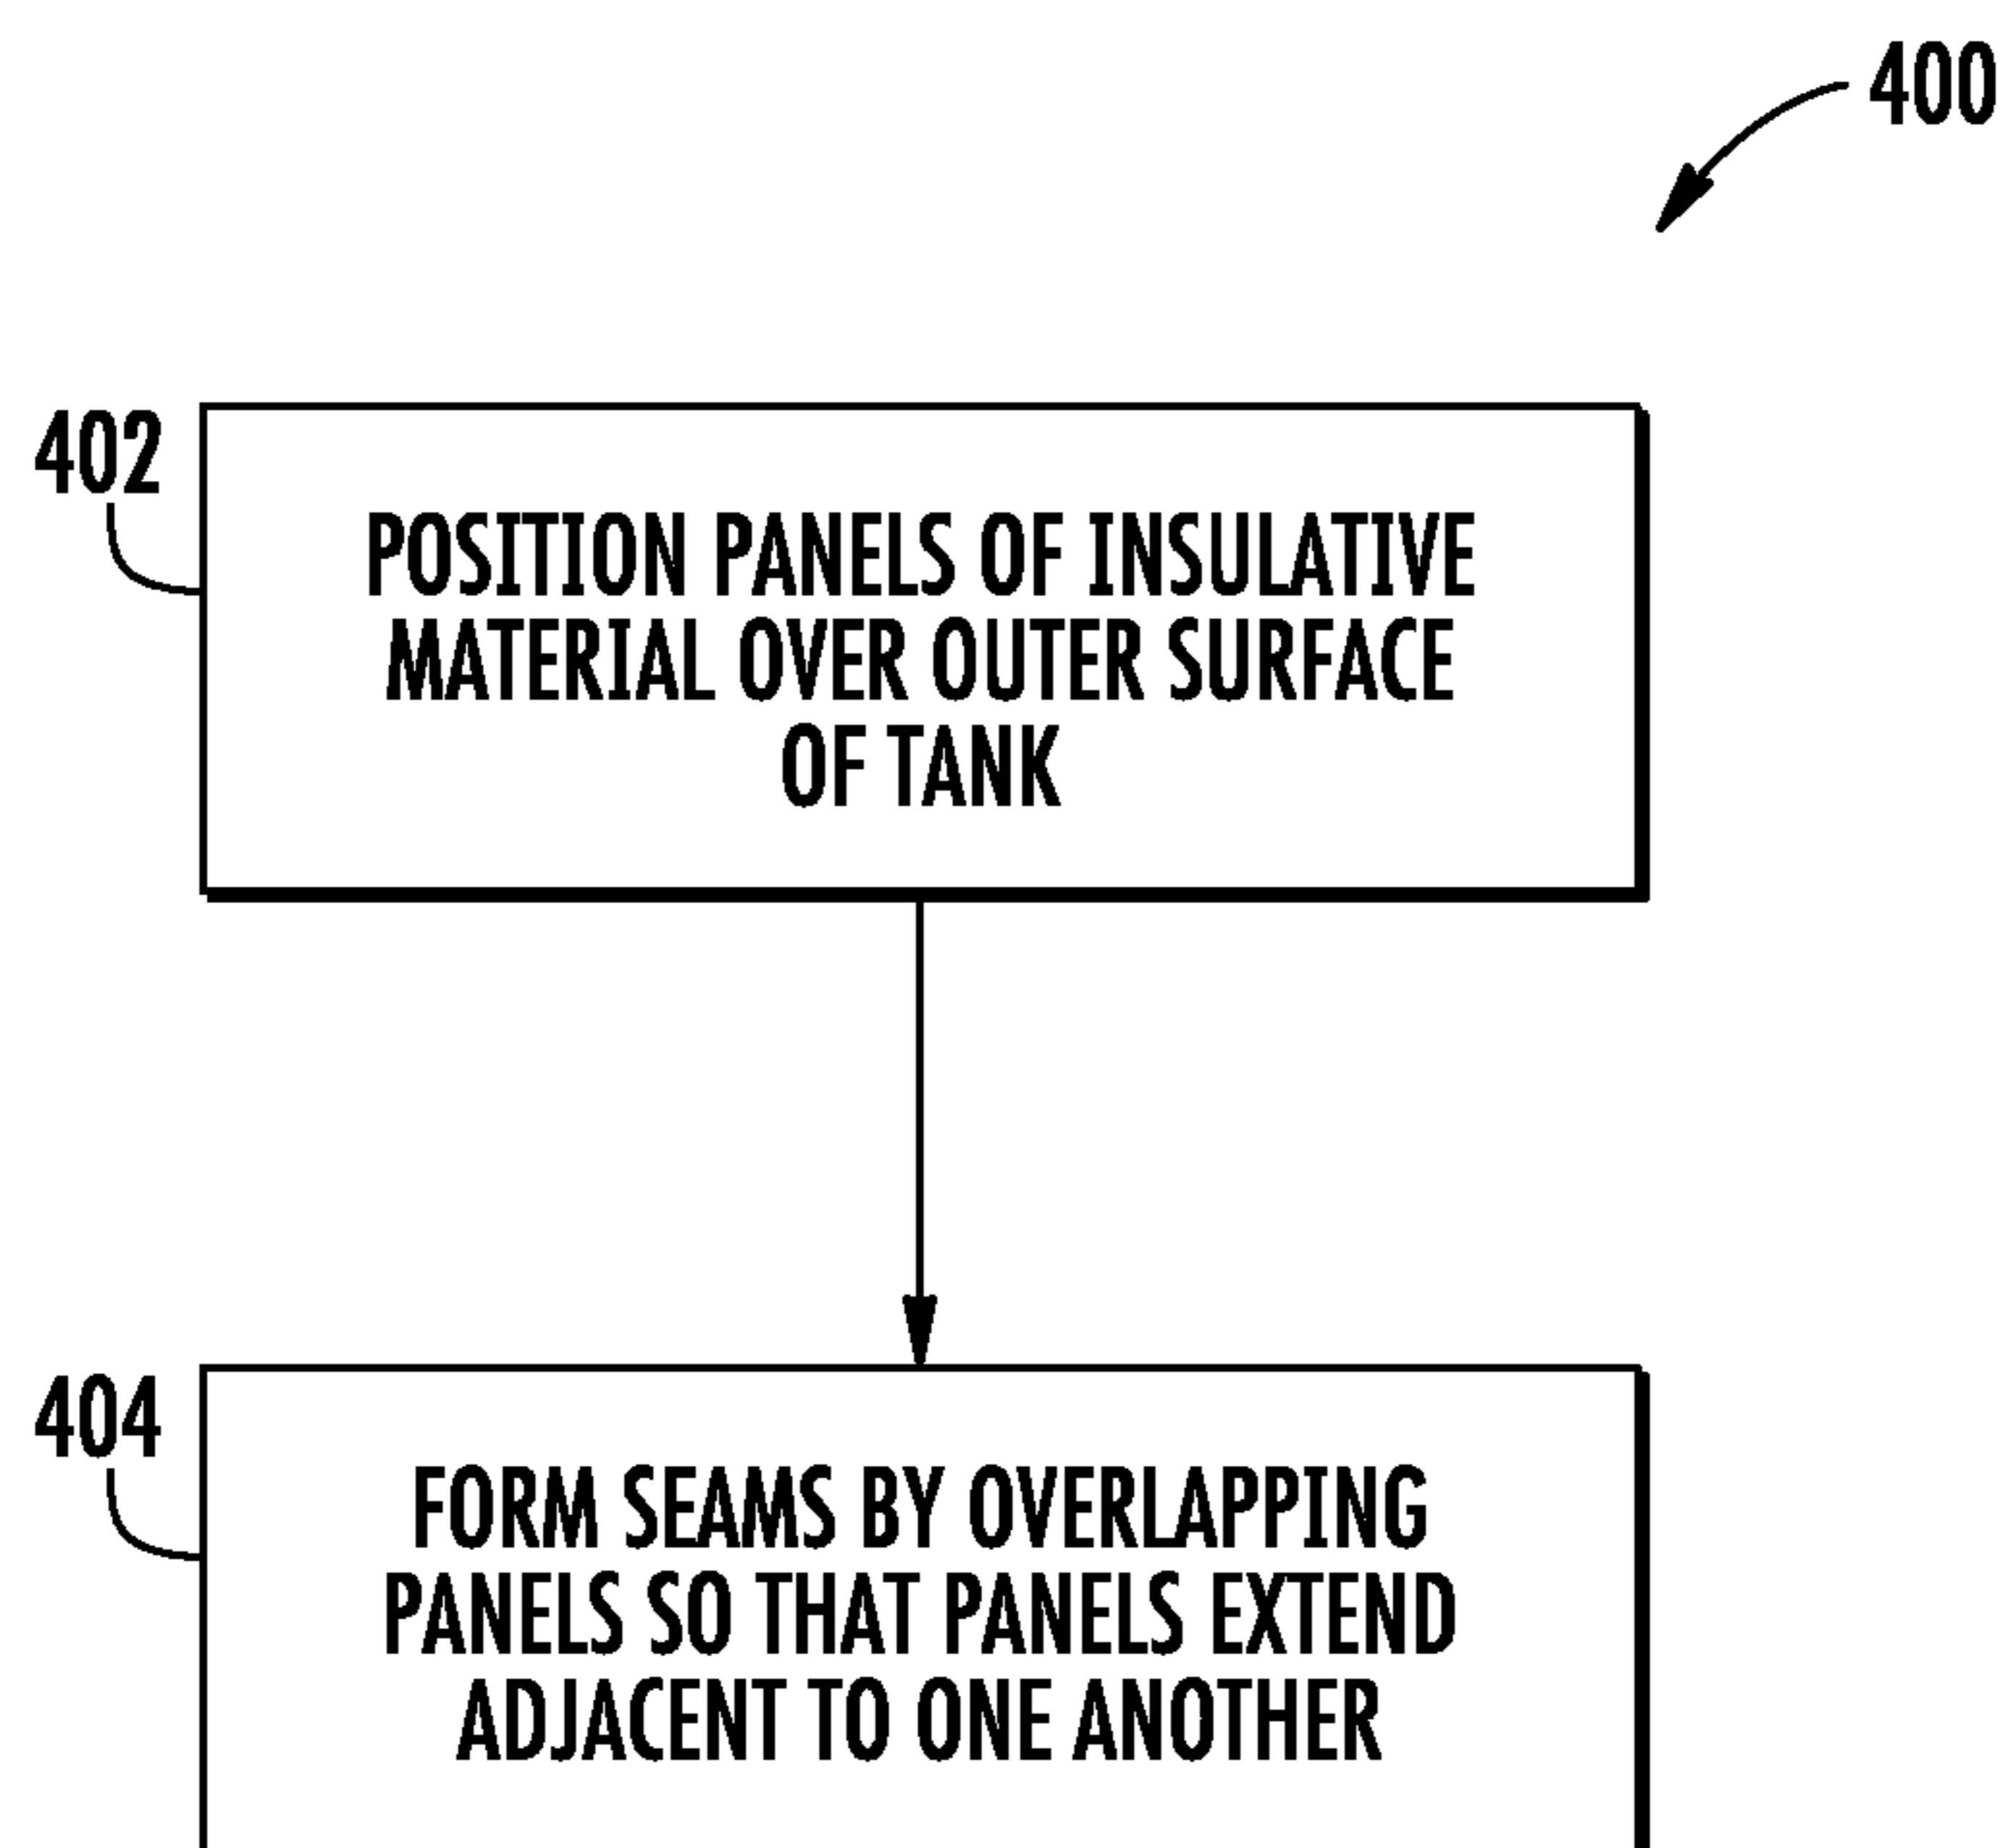 400
402
POSITION PANELS OF INSULATIVE
MATERIAL OVER OUTER SURFACE
OF TANK
404
FORM SEAMS BY OVERLAPPING
PANELS SO THAT PANELS EXTEND
ADJACENT TO ONE ANOTHER